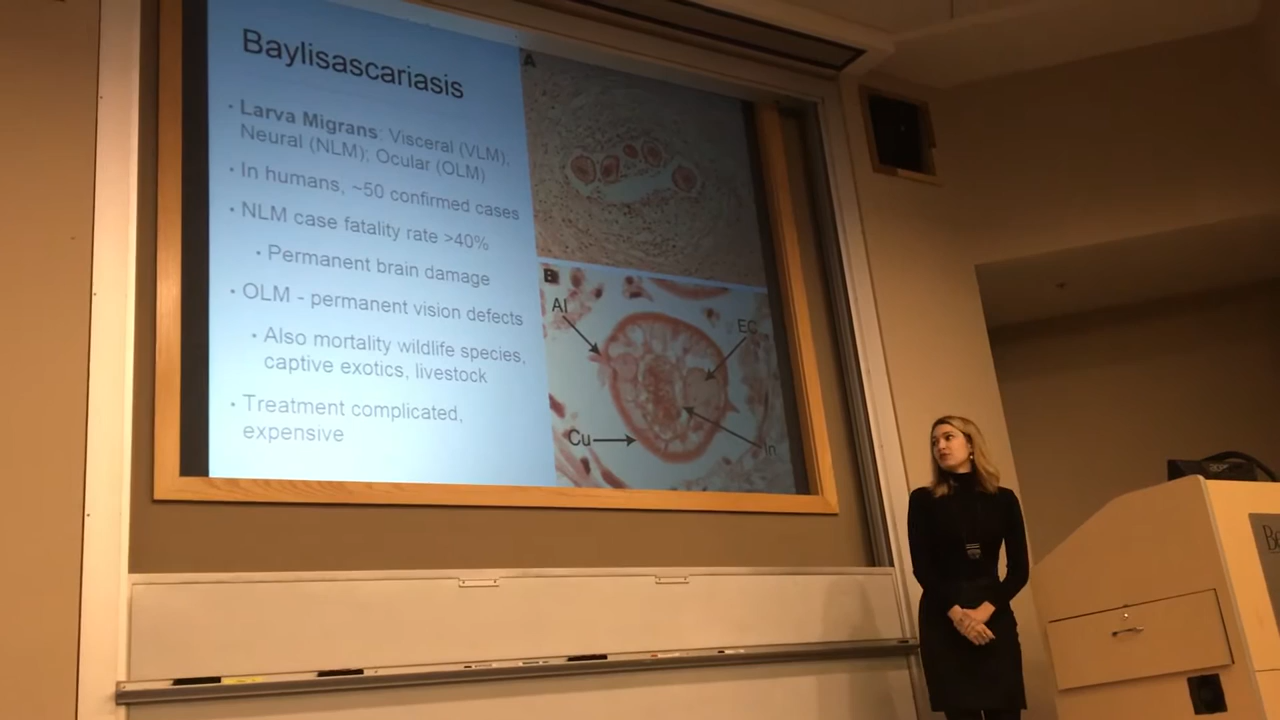 Baylisascariasis
• Larva Migrans: Visceral (VLM),
Neural (NLM); Ocular (OLM)
• In humans, ~50 confirmed cases
• NLM case fatality rate >40%
• Permanent brain damage
• OLM - permanent vision defects
• Also mortality wildlife species,
captive exotics, livestock
• Treatment complicated,
expensive
A
B
Al
EC
Cu
In
acer